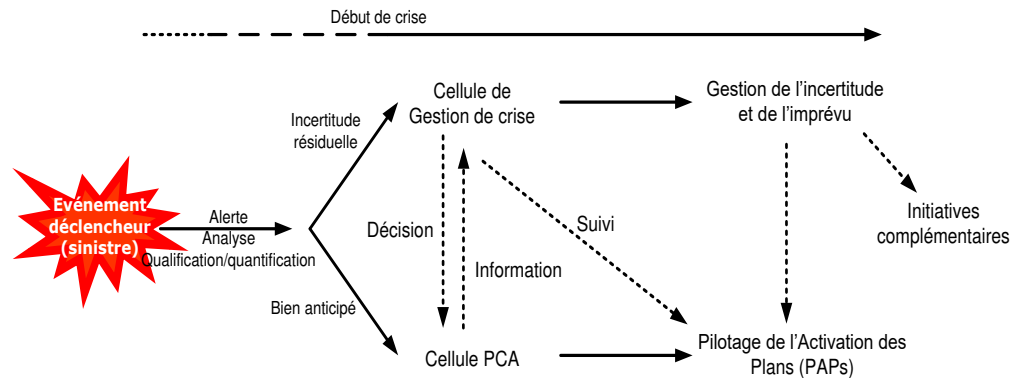 Début de crise
Cellule de
Gestion de crise
Gestion de l'incertitude
et de l'imprévu
Incertitude
résiduelle
Evénement
déclencheur
(sinistre)
Alerte
Analyse
Qualification/quantification
Décision
Suivi
Information
Initiatives
complémentaires
Bien anticipé
Cellule PCA
Pilotage de l'Activation des
Plans (PAPs)